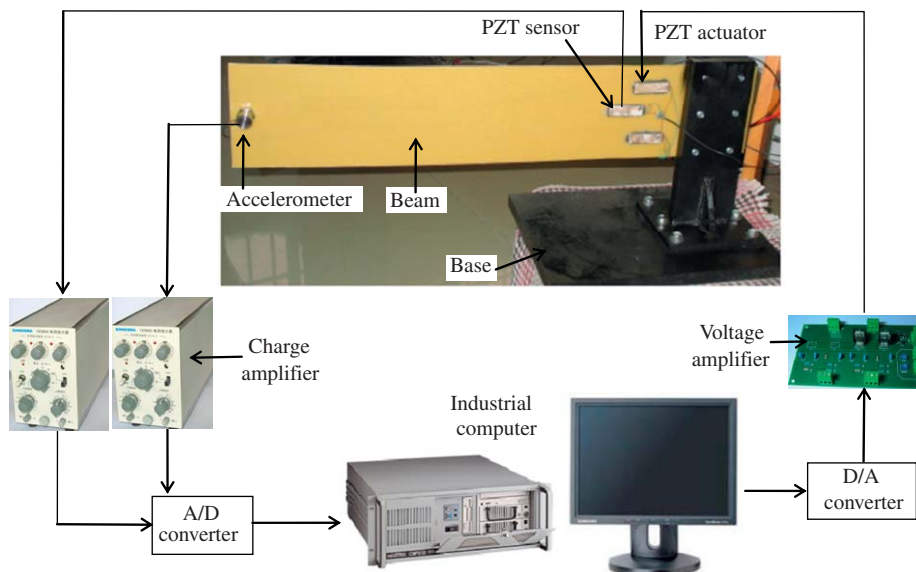 PZT sensor
PZT actuator
Accelerometer
Beam
Base
Charge
amplifier
Voltage
amplifier
Industrial
computer
A/D
converter
D/A
converter